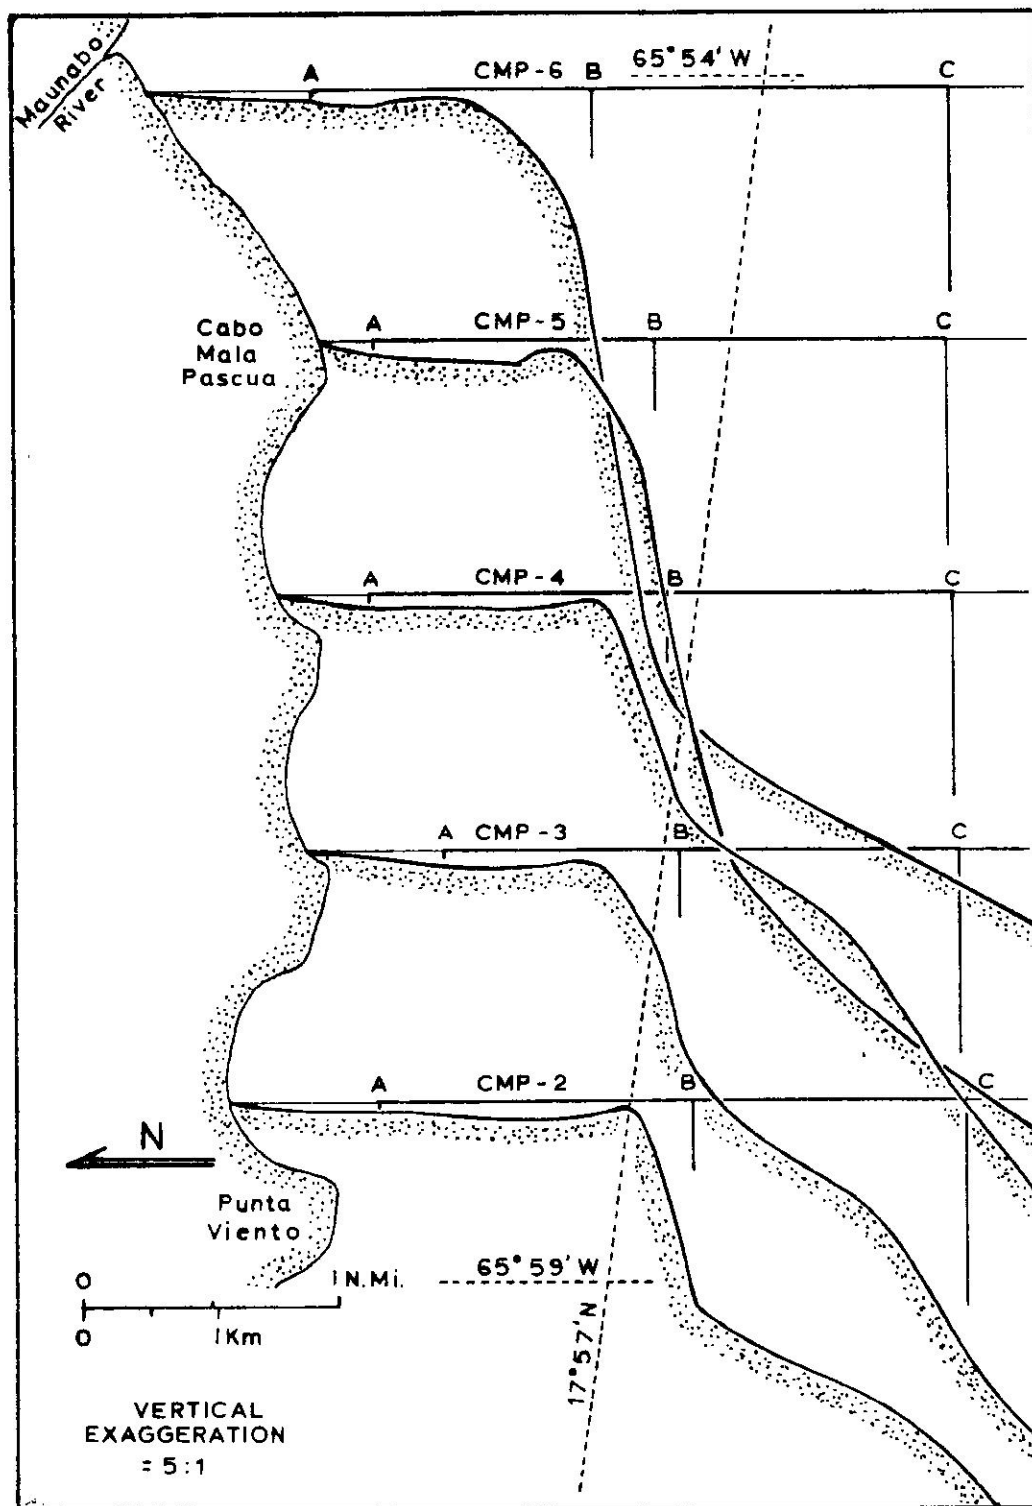 Maunabo
River
A CMP-6 B 65°54' W C
Cabo
Mala
Pascua
A CMP-5 B C
A CMP-4 B C
A CMP-3 B C
A CMP-2 B C
N
Punta
Viento
65°59' W
17°57' N
0 1 N.Mi.
0 1 Km
VERTICAL
EXAGGERATION
= 5:1